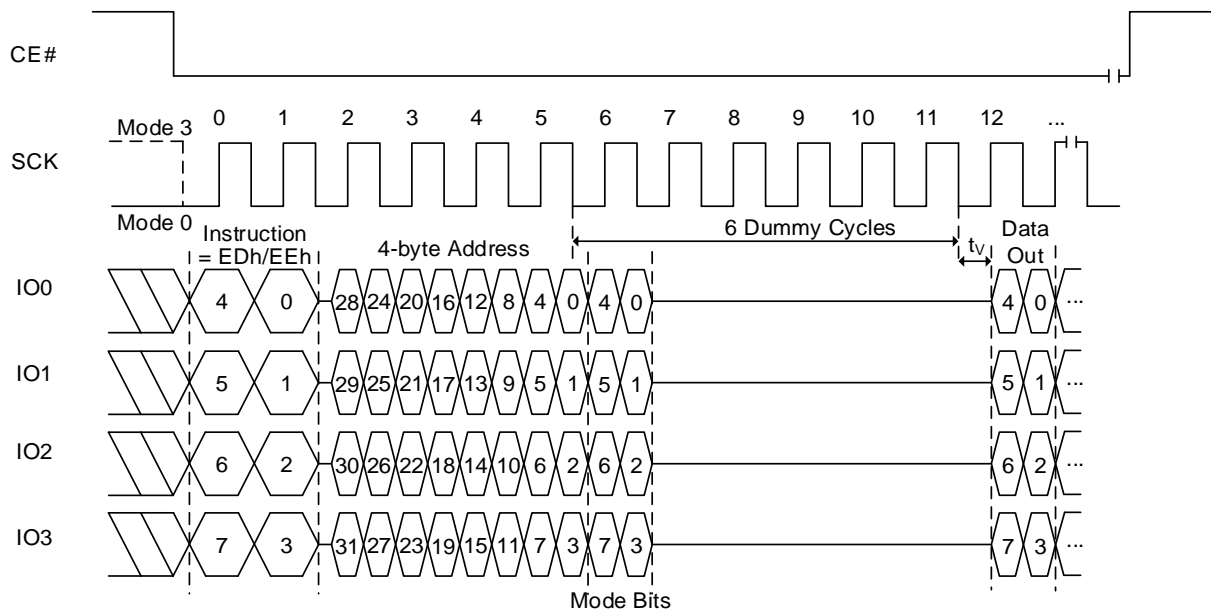 CE#
0 1 2 3 4 5 6 7 8 9 10 11 12 ...
Mode 3
SCK
Mode 0
6 Dummy Cycles
Instruction
= EDh/EEh
4-byte Address
tV
Data
Out
IO0 4 0 28 24 20 16 12 8 4 0 4 0 4 0 ...
IO1 5 1 29 25 21 17 13 9 5 1 5 1 5 1 ...
IO2 6 2 30 26 22 18 14 10 6 2 6 2 6 2 ...
IO3 7 3 31 27 23 19 15 11 7 3 7 3 7 3 ...
Mode Bits